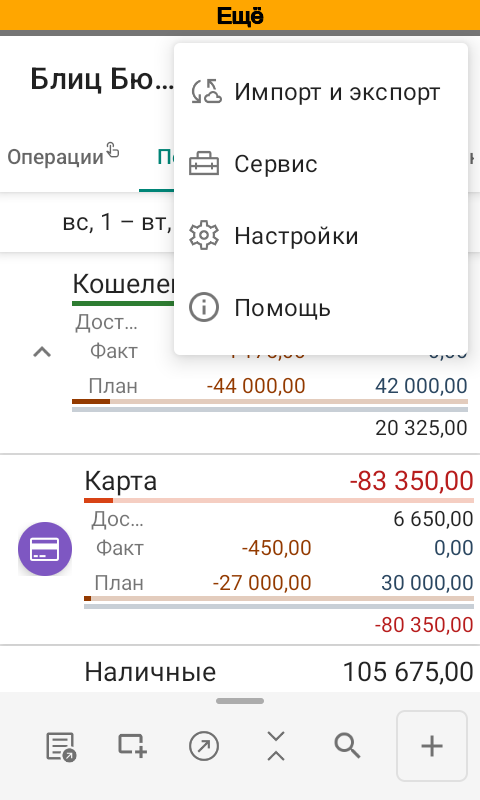 Ещё
Блиц Бю...
Импорт и экспорт
Операции
Сервис
вс, 1 – вт,
Настройки
Кошеле
Помощь
Дост...
Факт
План -44 000,00 42 000,00
20 325,00
Карта -83 350,00
Дос... 6 650,00
Факт -450,00 0,00
План -27 000,00 30 000,00
-80 350,00
Наличные 105 675,00